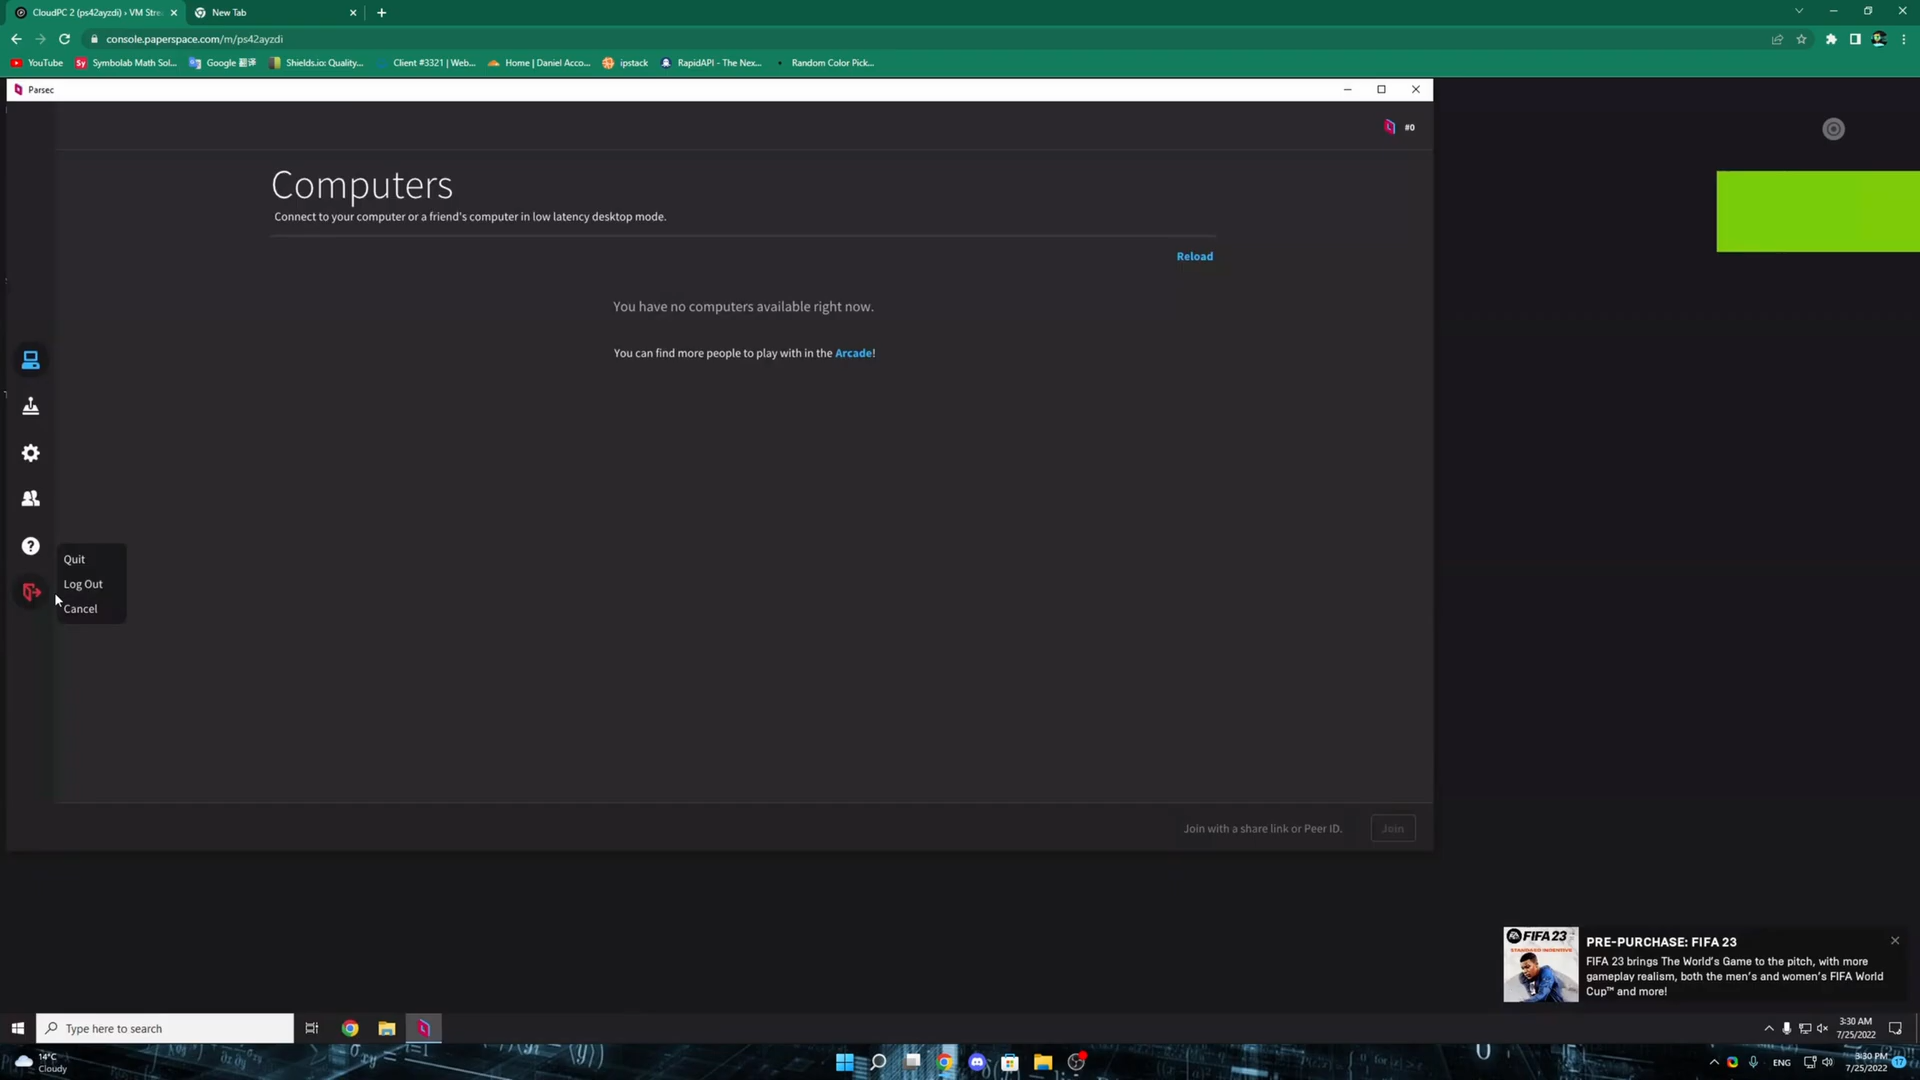 CloudPC 2 (ps42ayzdi) › VM Stre
New Tab
console.paperspace.com/m/ps42ayzdi
YouTube
Symbolab Math Sol...
Google 翻译
Shields.io: Quality...
Client #3321 | Web...
Home | Daniel Acco...
ipstack
RapidAPI - The Nex...
Random Color Pick...
Parsec
#0
Computers
Connect to your computer or a friend's computer in low latency desktop mode.
Reload
You have no computers available right now.
You can find more people to play with in the Arcade!
Quit
Log Out
Cancel
Join with a share link or Peer ID.
Join
FIFA 23
PRE-PURCHASE: FIFA 23
FIFA 23 brings The World's Game to the pitch, with more
gameplay realism, both the men's and women's FIFA World
Cup™ and more!
Type here to search
3:30 AM
7/25/2022
14°C
Cloudy
ENG
3:30 PM
7/25/2022
17